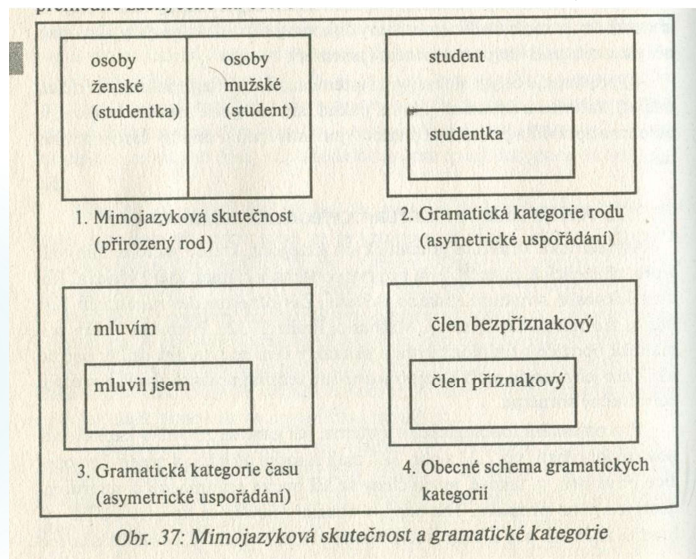 osoby
ženské
(studentka)
osoby
mužské
(student)
student
studentka
1. Mimojazyková skutečnost
(přirozený rod)
2. Gramatická kategorie rodu
(asymetrické uspořádání)
mluvím
mluvil jsem
člen bezpříznakový
člen příznakový
3. Gramatická kategorie času
(asymetrické uspořádání)
4. Obecné schema gramatických
kategorií
Obr. 37: Mimojazyková skutečnost a gramatické kategorie